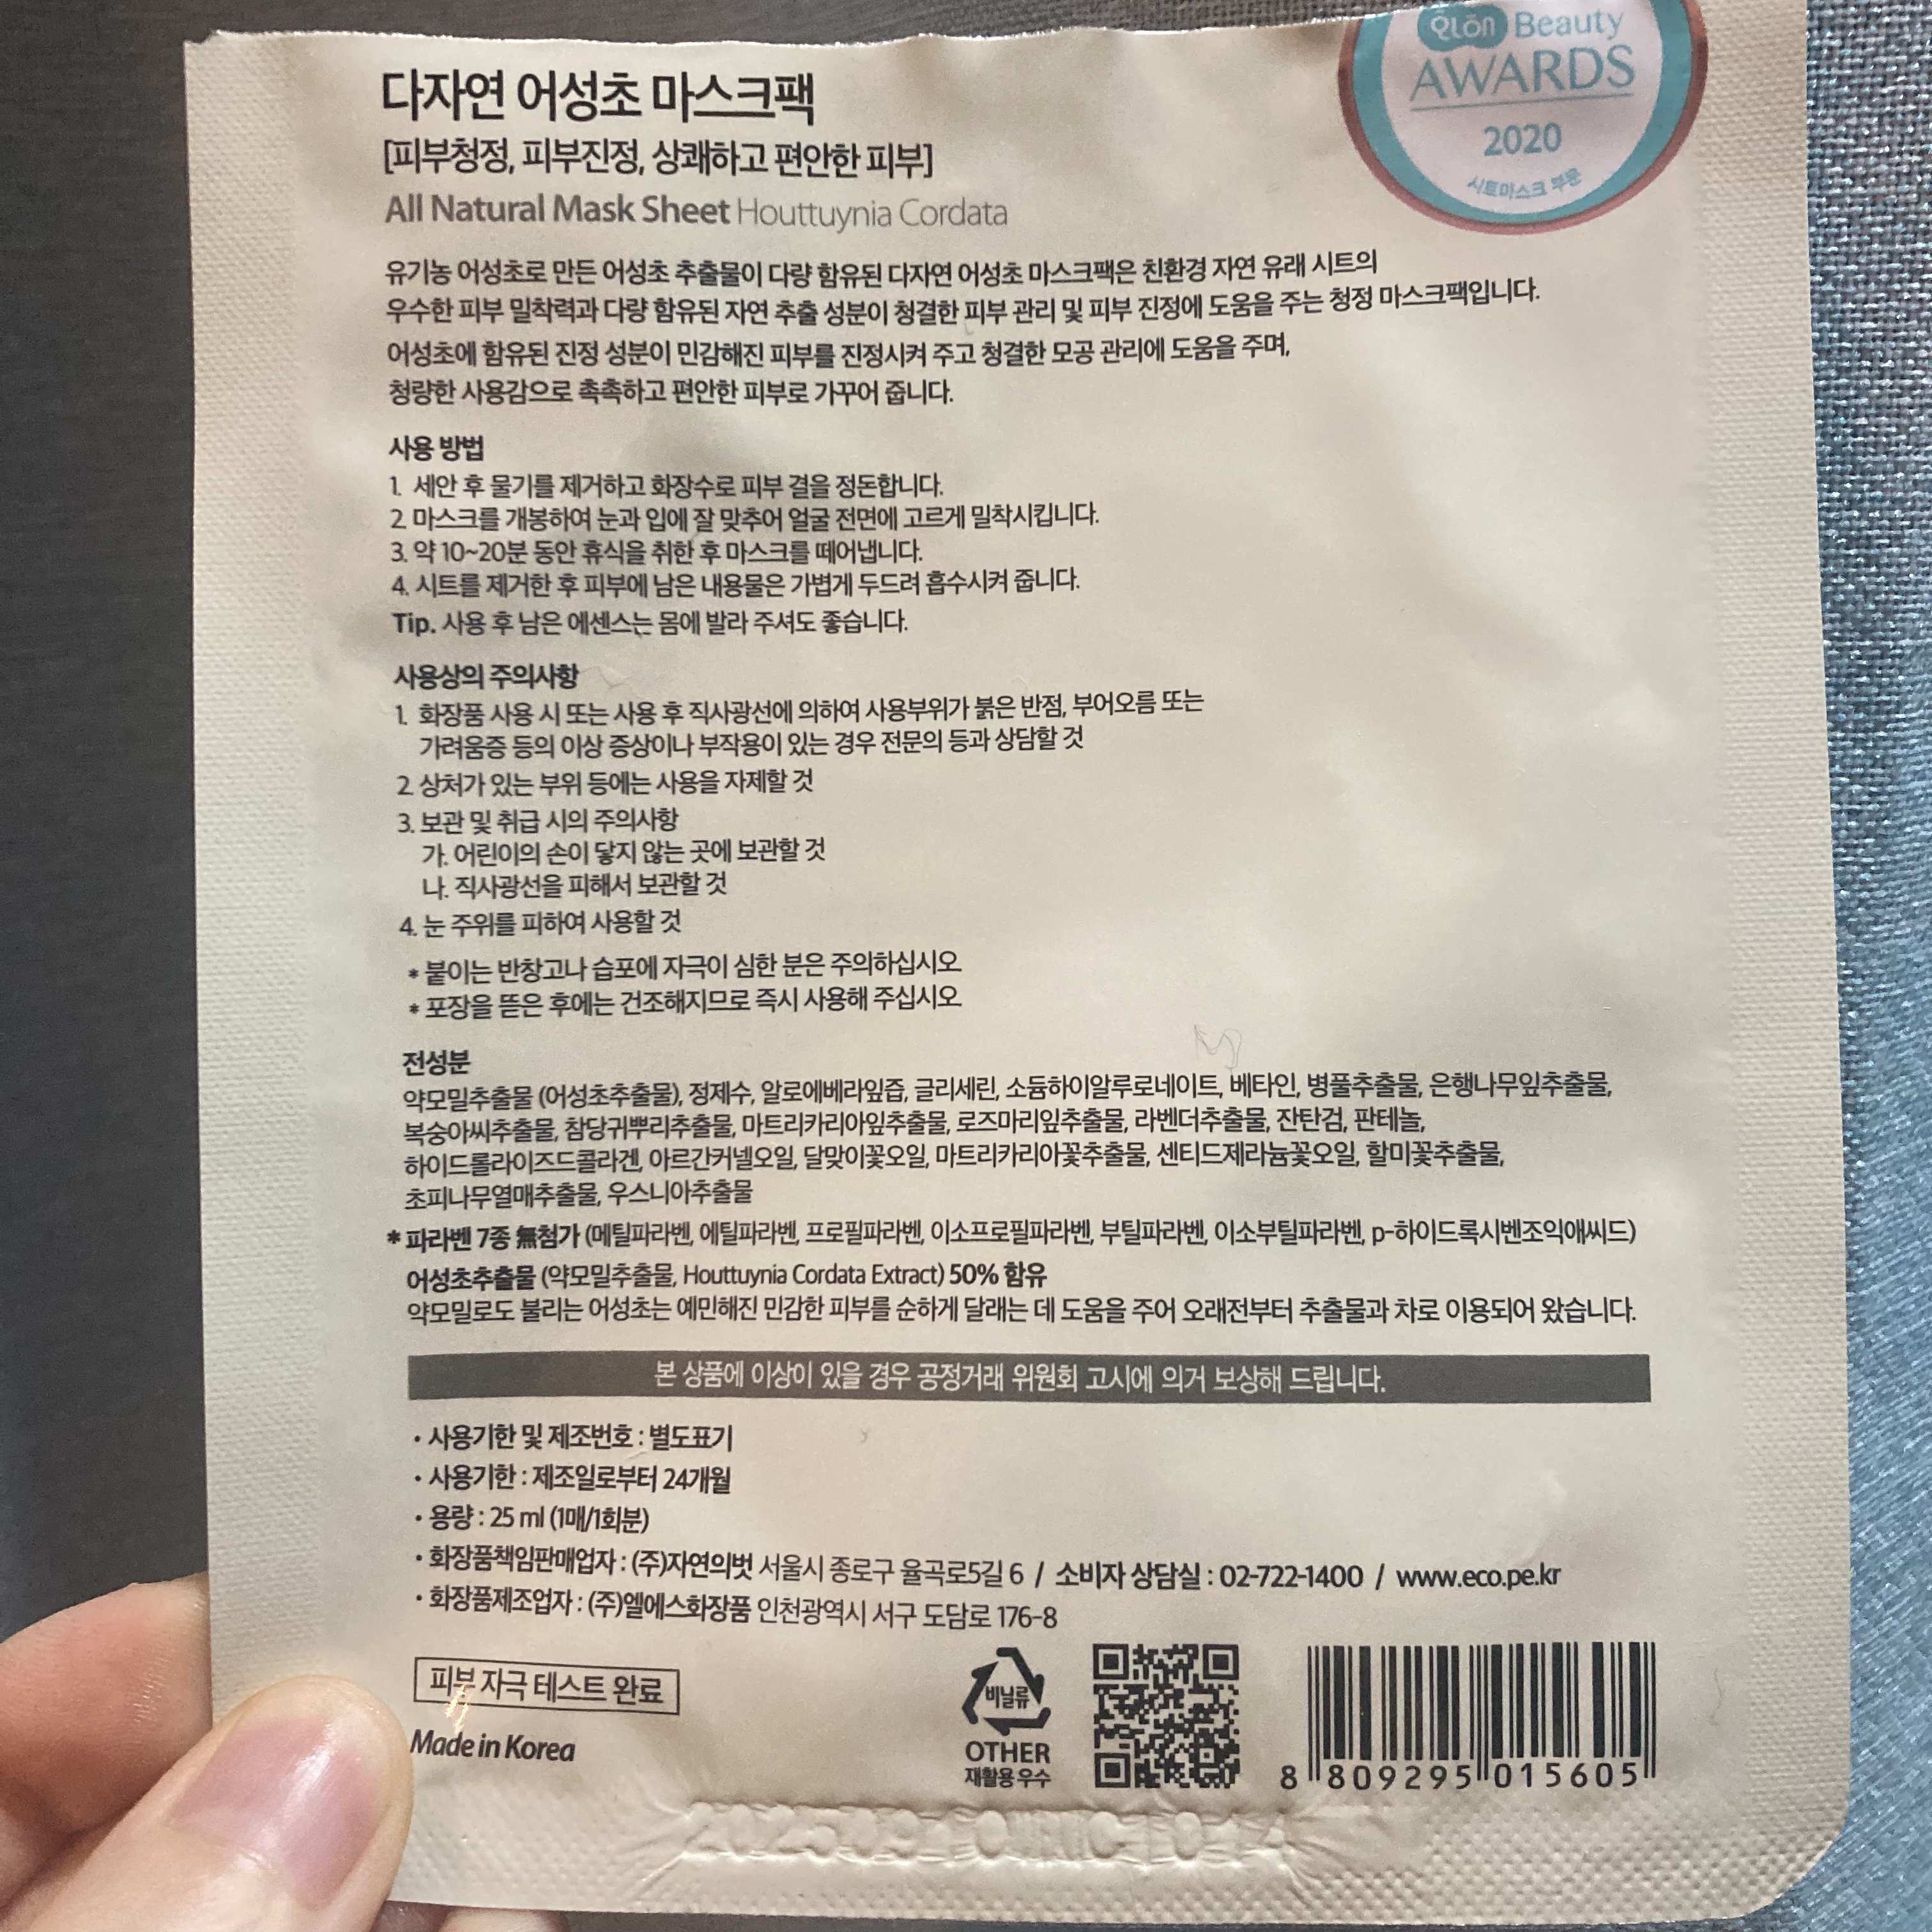 다자연 어성초 마스크팩
[피부청정, 피부진정, 상쾌하고 편안한 피부]
All Natural Mask Sheet Houttuynia Cordata
Beauty
AWARDS
2020
시트마스크 부문
유기농 어성초로 만든 어성초 추출물이 다량 함유된 다자연 어성초 마스크팩은 친환경 자연 유래 시트의
우수한 피부 밀착력과 다량 함유된 자연 추출 성분이 청결한 피부 관리 및 피부 진정에 도움을 주는 청정 마스크팩입니다.
어성초에 함유된 진정 성분이 민감해진 피부를 진정시켜 주고 청결한 모공 관리에 도움을 주며,
청량한 사용감으로 촉촉하고 편안한 피부로 가꾸어 줍니다.
사용 방법
1. 세안 후 물기를 제거하고 화장수로 피부 결을 정돈합니다.
2. 마스크를 개봉하여 눈과 입에 잘 맞추어 얼굴 전면에 고르게 밀착시킵니다.
3. 약 10~20분 동안 휴식을 취한 후 마스크를 떼어냅니다.
4. 시트를 제거한 후 피부에 남은 내용물은 가볍게 두드려 흡수시켜 줍니다.
Tip. 사용 후 남은 에센스는 몸에 발라 주셔도 좋습니다.
사용상의 주의사항
1. 화장품 사용 시 또는 사용 후 직사광선에 의하여 사용부위가 붉은 반점, 부어오름 또는
가려움증 등의 이상 증상이나 부작용이 있는 경우 전문의 등과 상담할 것
2. 상처가 있는 부위 등에는 사용을 자제할 것
3. 보관 및 취급 시의 주의사항
가. 어린이의 손이 닿지 않는 곳에 보관할 것
나. 직사광선을 피해서 보관할 것
4. 눈 주위를 피하여 사용할 것
* 붙이는 반창고나 습포에 자극이 심한 분은 주의하십시오
* 포장을 뜯은 후에는 건조해지므로 즉시 사용해 주십시오
전성분
약모밀추출물 (어성초추출물), 정제수, 알로에베라잎즙, 글리세린, 소듐하이알루로네이트, 베타인, 병풀추출물, 은행나무잎추출물,
복숭아씨추출물, 참당귀뿌리추출물, 마트리카리아잎추출물, 로즈마리잎추출물, 라벤더추출물, 잔탄검, 판테놀,
하이드롤라이즈드콜라겐, 아르간커넬오일, 달맞이꽃오일, 마트리카리아꽃추출물, 센티드제라늄꽃오일, 할미꽃추출물,
초피나무열매추출물, 우스니아추출물
* 파라벤 7종 無첨가 (메틸파라벤, 에틸파라벤, 프로필파라벤, 이소프로필파라벤, 부틸파라벤, 이소부틸파라벤, p-하이드록시벤조익애씨드)
어성초추출물 (약모밀추출물, Houttuynia Cordata Extract) 50% 함유
약모밀로도 불리는 어성초는 예민해진 민감한 피부를 순하게 달래는 데 도움을 주어 오래전부터 추출물과 차로 이용되어 왔습니다.
본 상품에 이상이 있을 경우 공정거래 위원회 고시에 의거 보상해 드립니다.
• 사용기한 및 제조번호 : 별도표기
• 사용기한 : 제조일로부터 24개월
• 용량 : 25 ml (1매/1회분)
• 화장품책임판매업자 : (주)자연의벗 서울시 종로구 율곡로5길 6 / 소비자 상담실 : 02-722-1400 / www.eco.pe.kr
• 화장품제조업자 : (주)엘에스화장품 인천광역시 서구 도담로 176-8
피부 자극 테스트 완료
Made in Korea
비닐류
OTHER
재활용 우수
8 809295 015605